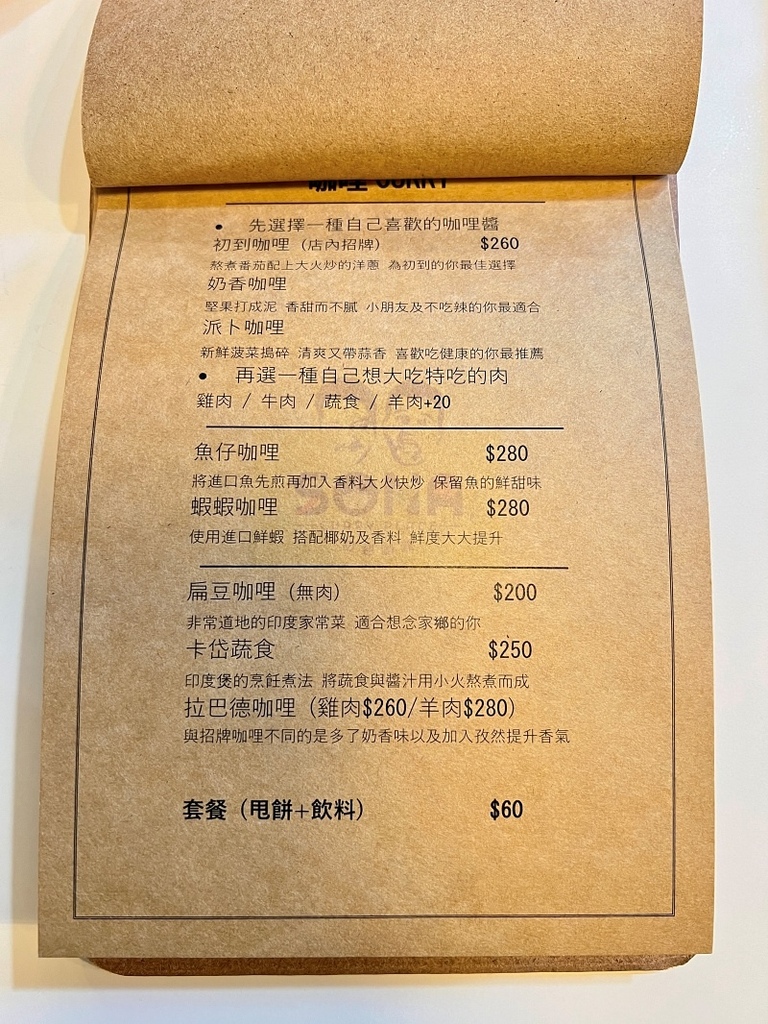 咖哩 CURRY
• 先選擇一種自己喜歡的咖哩醬
初到咖哩 (店內招牌) $260
熬煮番茄配上大火炒的洋蔥 為初到的你最佳選擇
奶香咖哩
堅果打成泥 香甜而不膩 小朋友及不吃辣的你最適合
派卜咖哩
新鮮菠菜搗碎 清爽又帶蒜香 喜歡吃健康的你最推薦
• 再選一種自己想大吃特吃的肉
雞肉 / 牛肉 / 蔬食 / 羊肉+20
魚仔咖哩 $280
將進口魚先煎再加入香料大火快炒 保留魚的鮮甜味
蝦蝦咖哩 $280
使用進口鮮蝦 搭配椰奶及香料 鮮度大大提升
扁豆咖哩 (無肉) $200
非常道地的印度家常菜 適合想念家鄉的你
卡岱蔬食 $250
印度煲的烹飪煮法 將蔬食與醬汁用小火熬煮而成
拉巴德咖哩 (雞肉$260/羊肉$280)
與招牌咖哩不同的是多了奶香味以及加入孜然提升香氣
套餐 (甩餅+飲料) $60